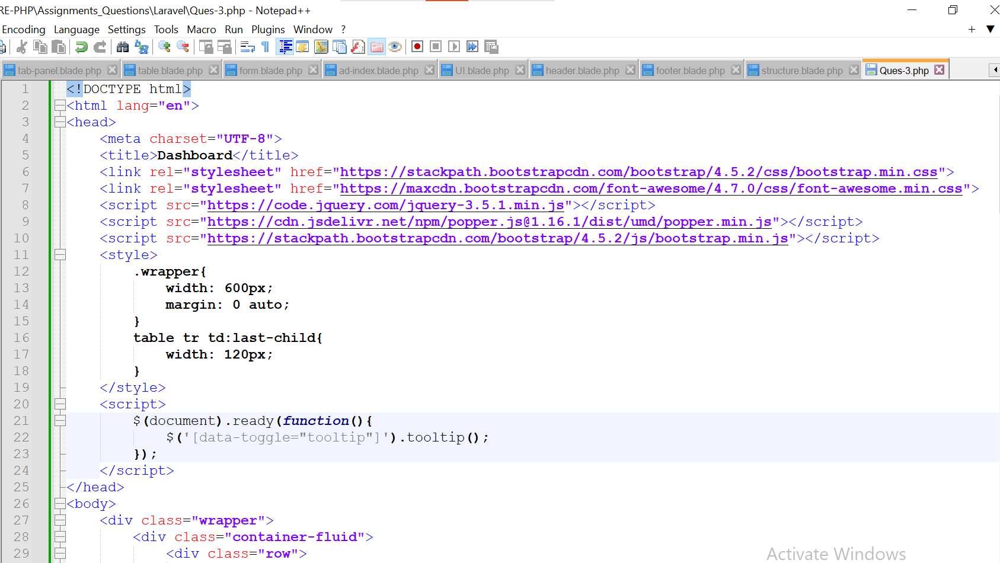 RE-PHP\Assignments_Questions\Laravel\Ques-3.php - Notepad++
Encoding Language Settings Tools Macro Run Plugins Window ?
tab-panel.blade.php table.blade.php form.blade.php ad-index.blade.php UI.blade.php header.blade.php footer.blade.php structure.blade.php Ques-3.php
1 <!DOCTYPE html>
2 <html lang="en">
3 <head>
4 <meta charset="UTF-8">
5 <title>Dashboard</title>
6 <link rel="stylesheet" href="https://stackpath.bootstrapcdn.com/bootstrap/4.5.2/css/bootstrap.min.css">
7 <link rel="stylesheet" href="https://maxcdn.bootstrapcdn.com/font-awesome/4.7.0/css/font-awesome.min.css">
8 <script src="https://code.jquery.com/jquery-3.5.1.min.js"></script>
9 <script src="https://cdn.jsdelivr.net/npm/popper.js@1.16.1/dist/umd/popper.min.js"></script>
10 <script src="https://stackpath.bootstrapcdn.com/bootstrap/4.5.2/js/bootstrap.min.js"></script>
11 <style>
12 .wrapper{
13 width: 600px;
14 margin: 0 auto;
15 }
16 table tr td:last-child{
17 width: 120px;
18 }
19 </style>
20 <script>
21 $(document).ready(function(){
22 $('[data-toggle="tooltip"]').tooltip();
23 });
24 </script>
25 </head>
26 <body>
27 <div class="wrapper">
28 <div class="container-fluid">
29 <div class="row">
Activate Windows